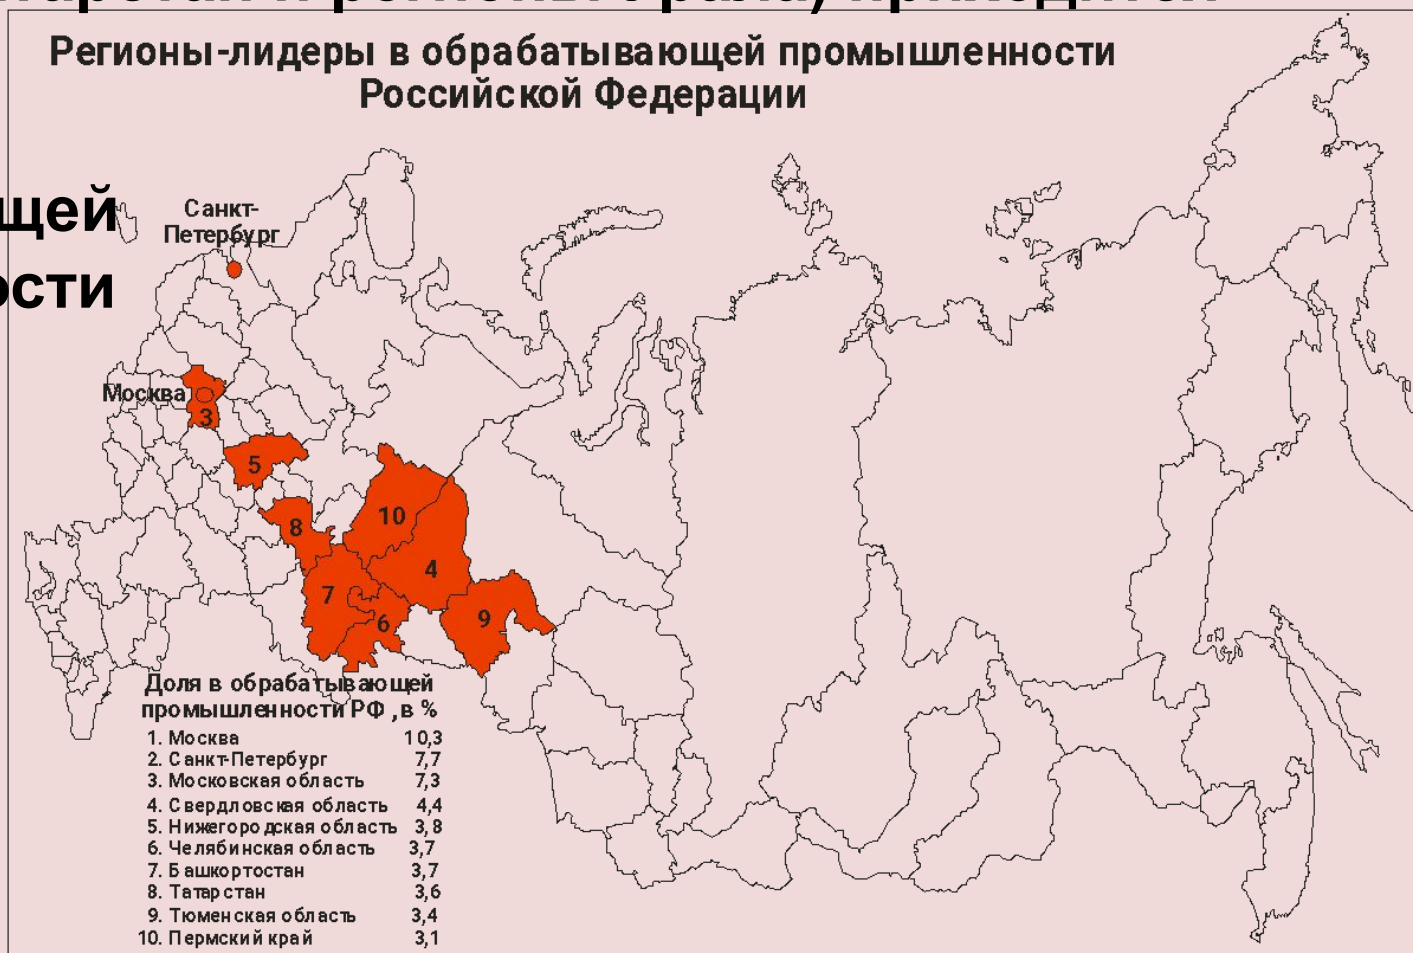 Регионы-лидеры в обрабатывающей промышленности
Российской Федерации
щей
ости
Санкт-
Петербург
Москва
3
5
8
10
4
7
6
9
Доля в обрабатывающей
промышленности РФ ,в %
1. Москва 10,3
2. Санкт-Петербург 7,7
3. Московская область 7,3
4. Свердловская область 4,4
5. Нижегородская область 3,8
6. Челябинская область 3,7
7. Башкортостан 3,7
8. Татарстан 3,6
9. Тюменская область 3,4
10. Пермский край 3,1